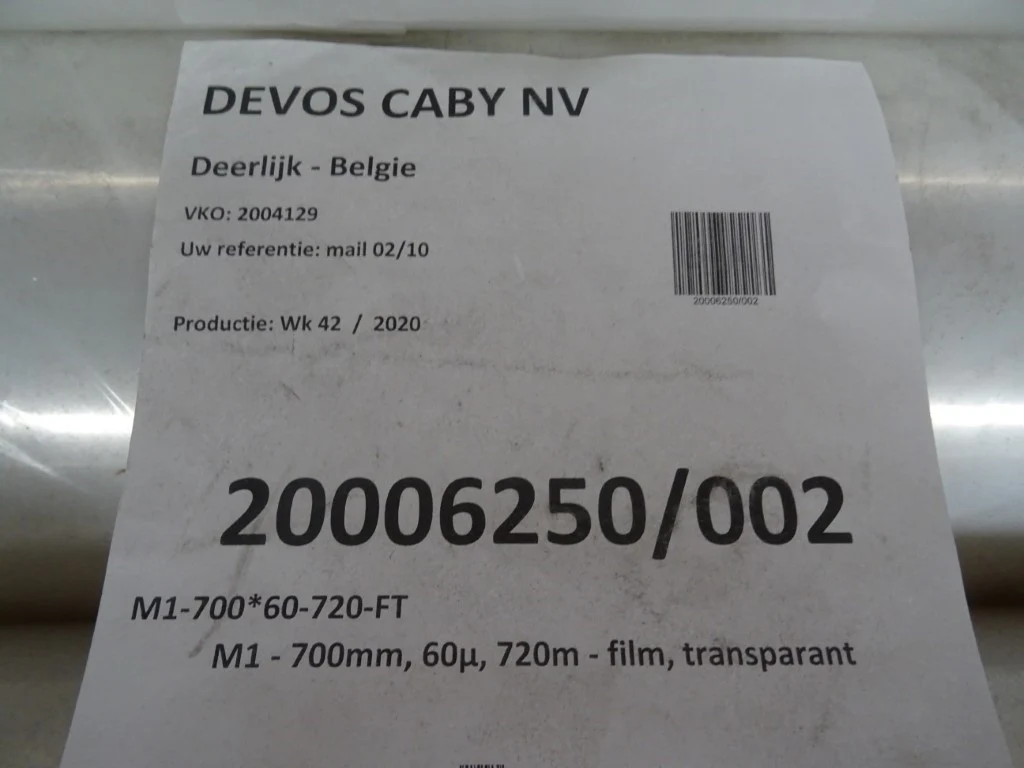 DEVOS CABY NV
Deerlijk - Belgie
VKO: 2004129
Uw referentie: mail 02/10
20006250/002
Productie: Wk 42 / 2020
20006250/002
M1-700*60-720-FT
M1 - 700mm, 60µ, 720m - film, transparant